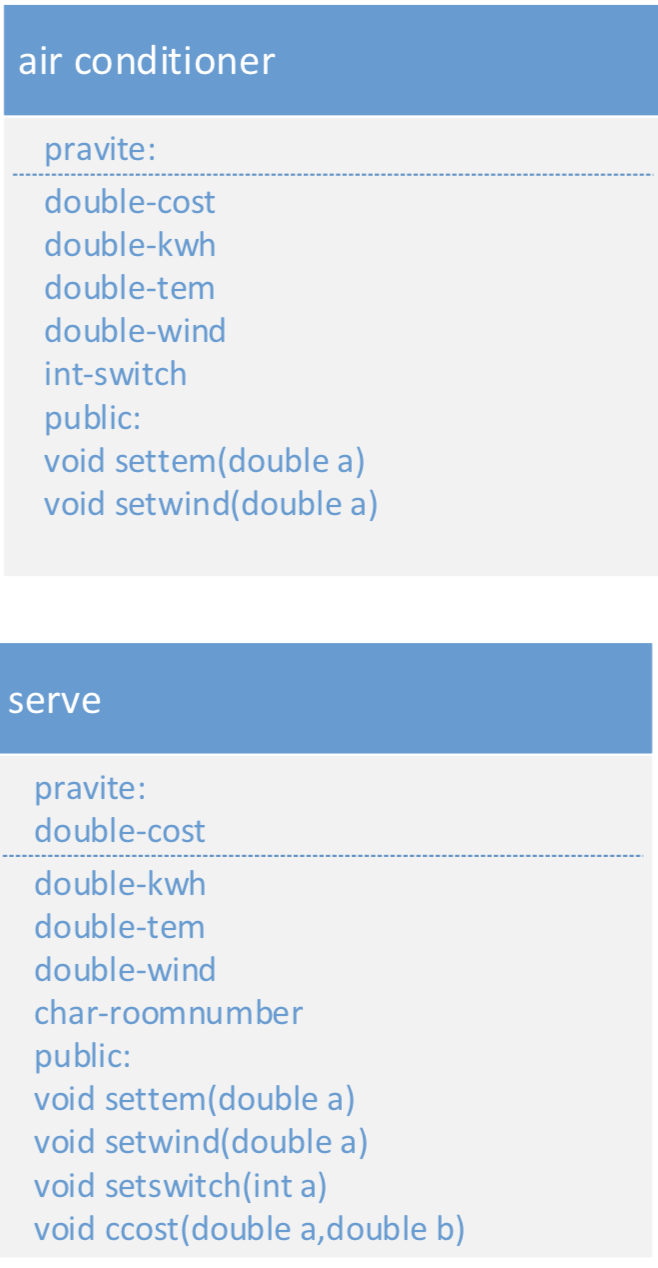 air conditioner
pravite:
double-cost
double-kwh
double-tem
double-wind
int-switch
public:
void settem(double a)
void setwind(double a)
serve
pravite:
double-cost
double-kwh
double-tem
double-wind
char-roomnumber
public:
void settem(double a)
void setwind(double a)
void setswitch(int a)
void ccost(double a,double b)